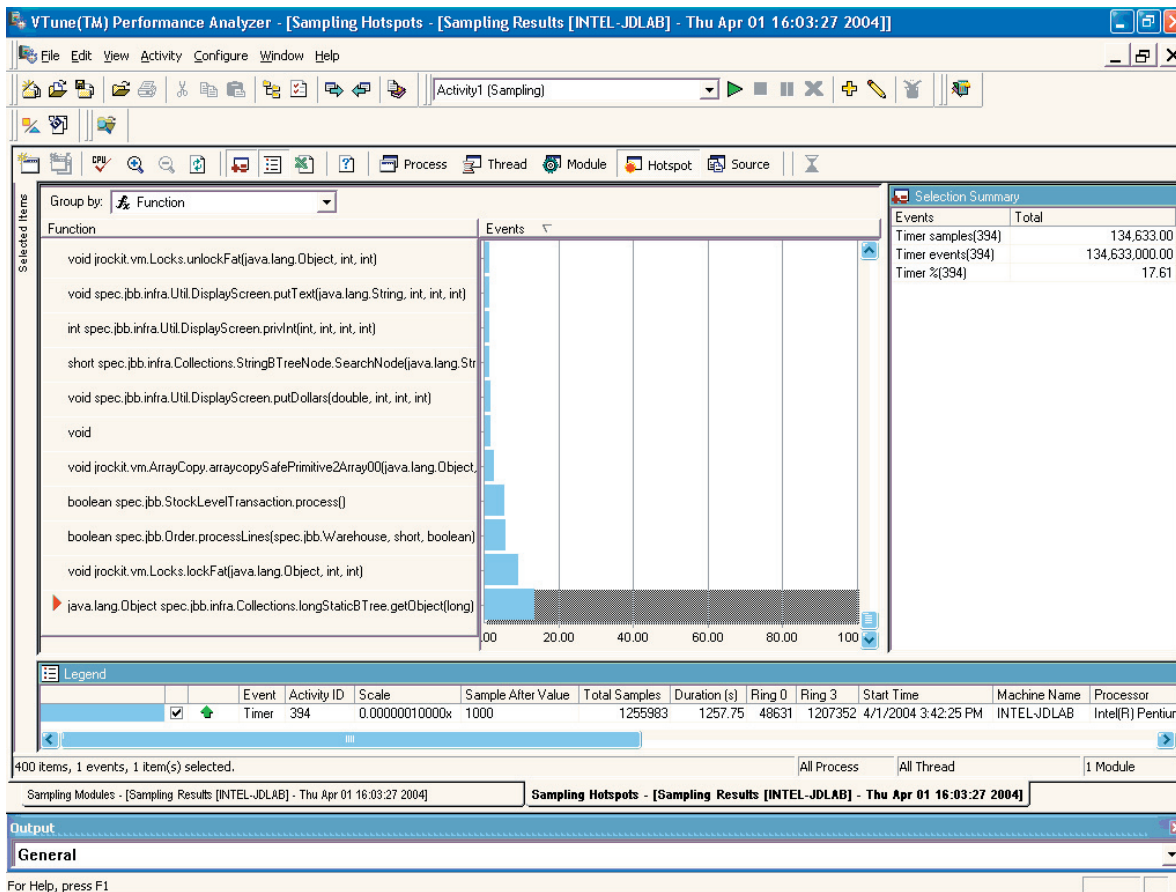 VTune(TM) Performance Analyzer - [Sampling Hotspots - [Sampling Results [INTEL-JDLAB] - Thu Apr 01 16:03:27 2004]]
File Edit View Activity Configure Window Help
Activity1 (Sampling)
CPU Process Thread Module Hotspot Source
Selected Items
Group by: fx Function
Function Events
void jrockit.vm.Locks.unlockFat(java.lang.Object, int, int)
void spec.jbb.infra.Util.DisplayScreen.putText(java.lang.String, int, int, int)
int spec.jbb.infra.Util.DisplayScreen.privInt(int, int, int, int)
short spec.jbb.infra.Collections.StringBTreeNode.SearchNode(java.lang.Str
void spec.jbb.infra.Util.DisplayScreen.putDollars(double, int, int, int)
void
void jrockit.vm.ArrayCopy.arraycopySafePrimitive2Array00(java.lang.Object,
boolean spec.jbb.StockLevelTransaction.process()
boolean spec.jbb.Order.processLines(spec.jbb.Warehouse, short, boolean)
void jrockit.vm.Locks.lockFat(java.lang.Object, int, int)
java.lang.Object spec.jbb.infra.Collections.longStaticBTree.getObject(long)
.00 20.00 40.00 60.00 80.00 100
Selection Summary
Events Total
Timer samples(394) 134,633.00
Timer events(394) 134,633,000.00
Timer %(394) 17.61
Legend
Event Activity ID Scale Sample After Value Total Samples Duration (s) Ring 0 Ring 3 Start Time Machine Name Processor
Timer 394 0.00000010000x 1000 1255983 1257.75 48631 1207352 4/1/2004 3:42:25 PM INTEL-JDLAB Intel(R) Pentiur
400 items, 1 events, 1 item(s) selected. All Process All Thread 1 Module
Sampling Modules - [Sampling Results [INTEL-JDLAB] - Thu Apr 01 16:03:27 2004] Sampling Hotspots - [Sampling Results [INTEL-JDLAB] - Thu Apr 01 16:03:27 2004]
Output
General
For Help, press F1